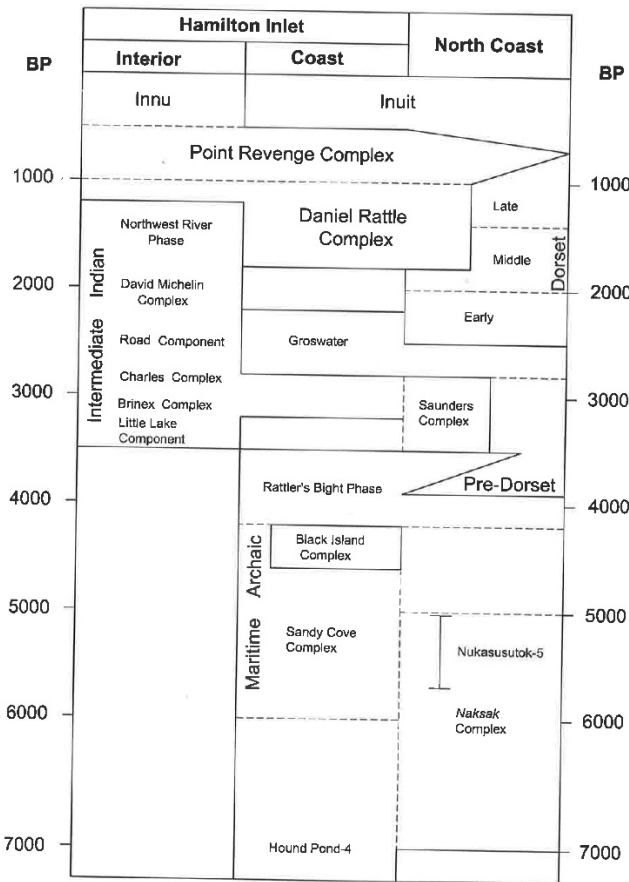 Hamilton Inlet
North Coast
BP
Interior
Coast
BP
Innu
Inuit
Point Revenge Complex
1000
1000
Daniel Rattle
Complex
Late
Northwest River
Phase
Middle
Dorset
Indian
David Michelin
Complex
2000
2000
Early
Road Component
Groswater
Intermediate
Charles Complex
3000
3000
Brinex Complex
Saunders
Complex
Little Lake
Component
Rattler's Bight Phase
Pre-Dorset
4000
4000
Black Island
Complex
Archaic
5000
5000
Maritime
Sandy Cove
Complex
Nukasusutok-5
6000
6000
Naksak
Complex
7000
7000
Hound Pond-4